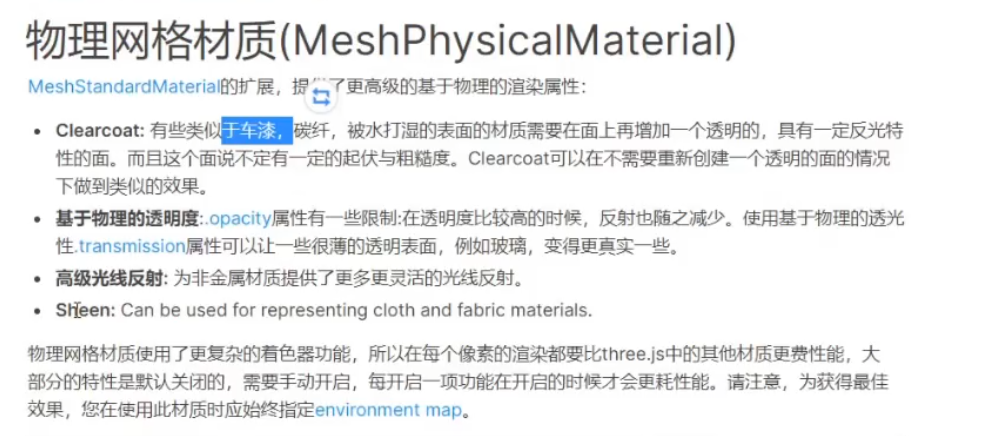 物理网格材质(MeshPhysicalMaterial)
MeshStandardMaterial的扩展，提供了更高级的基于物理的渲染属性：
• Clearcoat: 有些类似于车漆，碳纤，被水打湿的表面的材质需要在面上再增加一个透明的，具有一定反光特
性的面。而且这个面说不定有一定的起伏与粗糙度。Clearcoat可以在不需要重新创建一个透明的面的情况
下做到类似的效果。
• 基于物理的透明度:.opacity属性有一些限制:在透明度比较高的时候，反射也随之减少。使用基于物理的透光
性.transmission属性可以让一些很薄的透明表面，例如玻璃，变得更真实一些。
• 高级光线反射: 为非金属材质提供了更多更灵活的光线反射。
• Sheen: Can be used for representing cloth and fabric materials.
物理网格材质使用了更复杂的着色器功能，所以在每个像素的渲染都要比three.js中的其他材质更费性能，大
部分的特性是默认关闭的，需要手动开启，每开启一项功能在开启的时候才会更耗性能。请注意，为获得最佳
效果，您在使用此材质时应始终指定environment map。